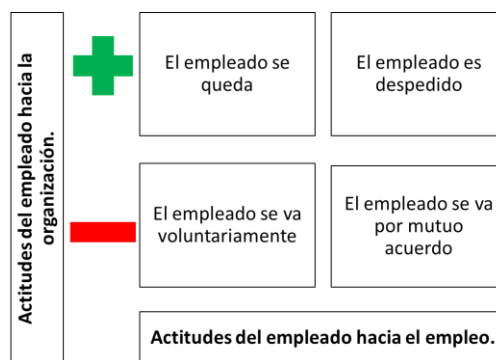 Actitudes del empleado hacia la
organización.
El empleado se
queda
El empleado es
despedido
El empleado se va
voluntariamente
El empleado se va
por mutuo
acuerdo
Actitudes del empleado hacia el empleo.